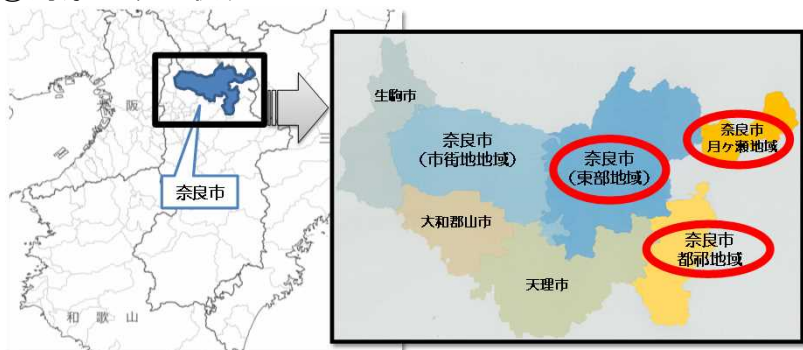 大
阪
奈良市
和
歌
山
生駒市
奈良市
(市街地地域)
奈良市
(東部地域)
奈良市
月ヶ瀬地域
大和郡山市
奈良市
都祁地域
天理市